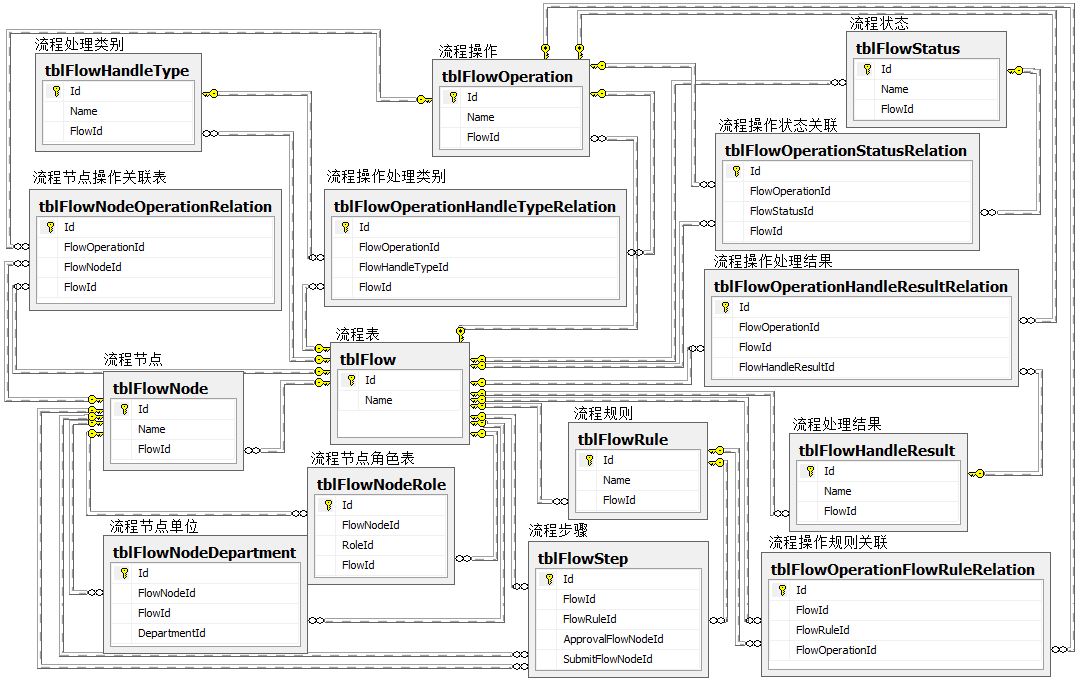 流程处理类别
tblFlowHandleType
Id
Name
FlowId
流程操作
tblFlowOperation
Id
Name
FlowId
流程状态
tblFlowStatus
Id
Name
FlowId
流程操作状态关联
tblFlowOperationStatusRelation
Id
FlowOperationId
FlowStatusId
FlowId
流程节点操作关联表
tblFlowNodeOperationRelation
Id
FlowOperationId
FlowNodeId
FlowId
流程操作处理类别
tblFlowOperationHandleTypeRelation
Id
FlowOperationId
FlowHandleTypeId
FlowId
流程操作处理结果
tblFlowOperationHandleResultRelation
Id
FlowOperationId
FlowId
FlowHandleResultId
流程表
tblFlow
Id
Name
流程节点
tblFlowNode
Id
Name
FlowId
流程规则
tblFlowRule
Id
Name
FlowId
流程处理结果
tblFlowHandleResult
Id
Name
FlowId
流程节点角色表
tblFlowNodeRole
Id
FlowNodeId
RoleId
FlowId
流程节点单位
tblFlowNodeDepartment
Id
FlowNodeId
FlowId
DepartmentId
流程步骤
tblFlowStep
Id
FlowId
FlowRuleId
ApprovalFlowNodeId
SubmitFlowNodeId
流程操作规则关联
tblFlowOperationFlowRuleRelation
Id
FlowId
FlowRuleId
FlowOperationId